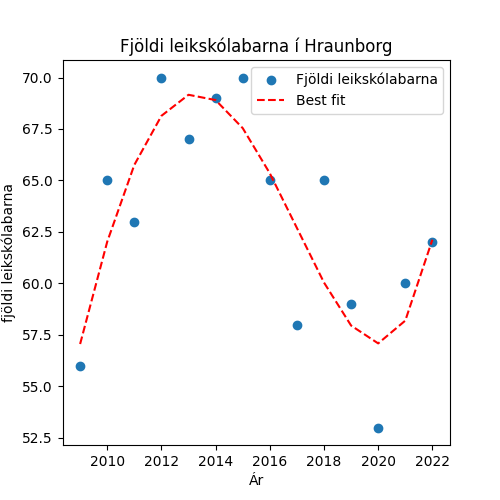 Fjöldi leikskólabarna í Hraunborg
Fjöldi leikskólabarna
Best fit
70.0
67.5
65.0
62.5
60.0
57.5
55.0
52.5
fjöldi leikskólabarna
2010 2012 2014 2016 2018 2020 2022
Ár